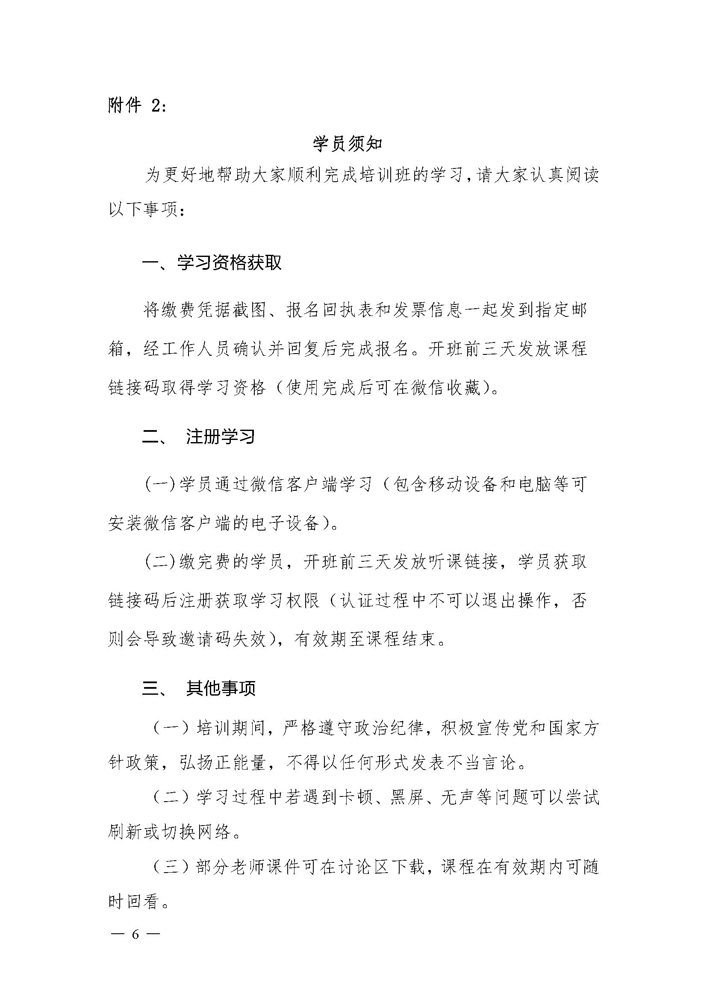 附件 2:
学员须知
为更好地帮助大家顺利完成培训班的学习,请大家认真阅读
以下事项：
一、学习资格获取
将缴费凭据截图、报名回执表和发票信息一起发到指定邮
箱，经工作人员确认并回复后完成报名。开班前三天发放课程
链接码取得学习资格（使用完成后可在微信收藏）。
二、 注册学习
(一)学员通过微信客户端学习（包含移动设备和电脑等可
安装微信客户端的电子设备）。
(二)缴完费的学员，开班前三天发放听课链接，学员获取
链接码后注册获取学习权限（认证过程中不可以退出操作，否
则会导致邀请码失效），有效期至课程结束。
三、 其他事项
（一）培训期间，严格遵守政治纪律，积极宣传党和国家方
针政策，弘扬正能量，不得以任何形式发表不当言论。
（二）学习过程中若遇到卡顿、黑屏、无声等问题可以尝试
刷新或切换网络。
（三）部分老师课件可在讨论区下载，课程在有效期内可随
时回看。
— 6 —